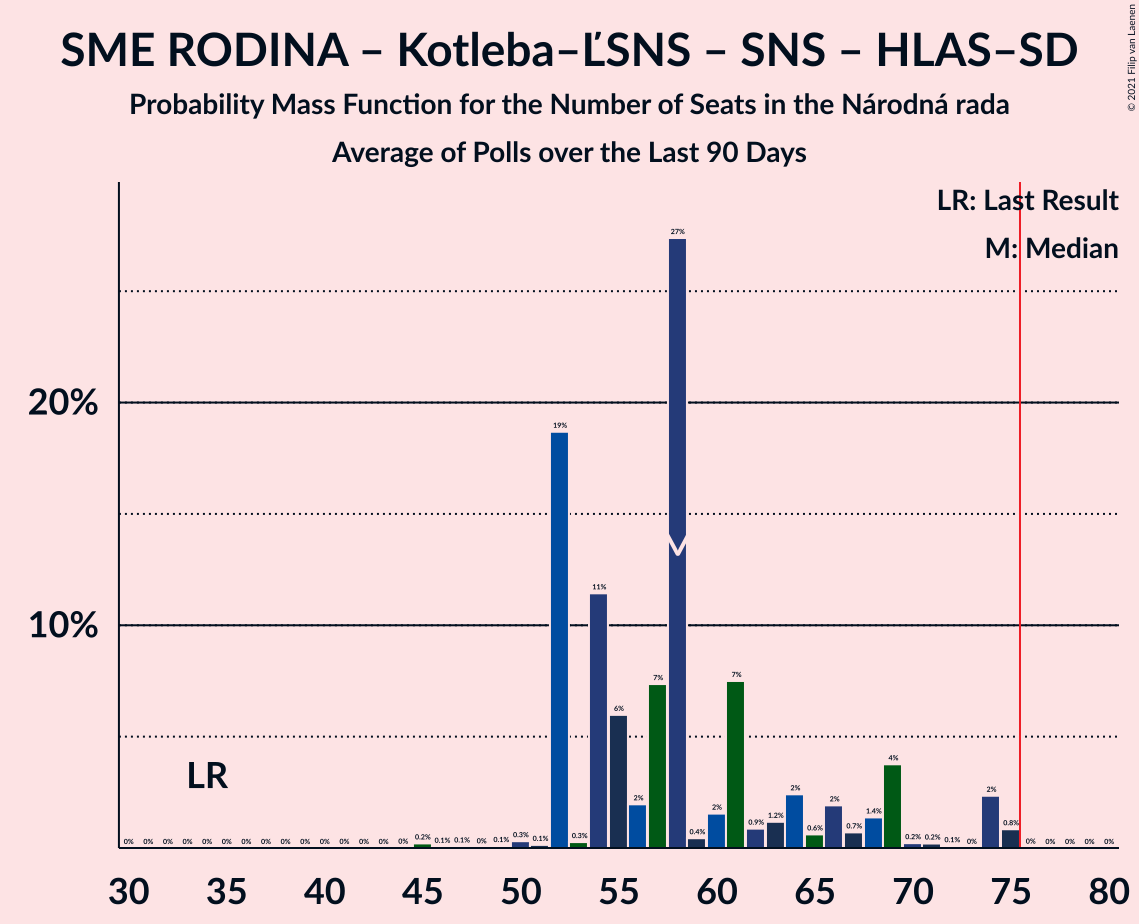 SME RODINA – Kotleba–ĽSNS – SNS – HLAS–SD
Probability Mass Function for the Number of Seats in the Národná rada
Average of Polls over the Last 90 Days
© 2021 Filip van Laenen
LR: Last Result
M: Median
20%
10%
LR
0% 0% 0% 0% 0% 0% 0% 0% 0% 0% 0% 0% 0% 0% 0% 0.2% 0.1% 0.1% 0% 0.1% 0.3% 0.1% 19% 0.3% 11% 6% 2% 7% 27% 0.4% 2% 7% 0.9% 1.2% 2% 0.6% 2% 0.7% 1.4% 4% 0.2% 0.2% 0.1% 0% 2% 0.8% 0% 0% 0% 0% 0%
30 35 40 45 50 55 60 65 70 75 80